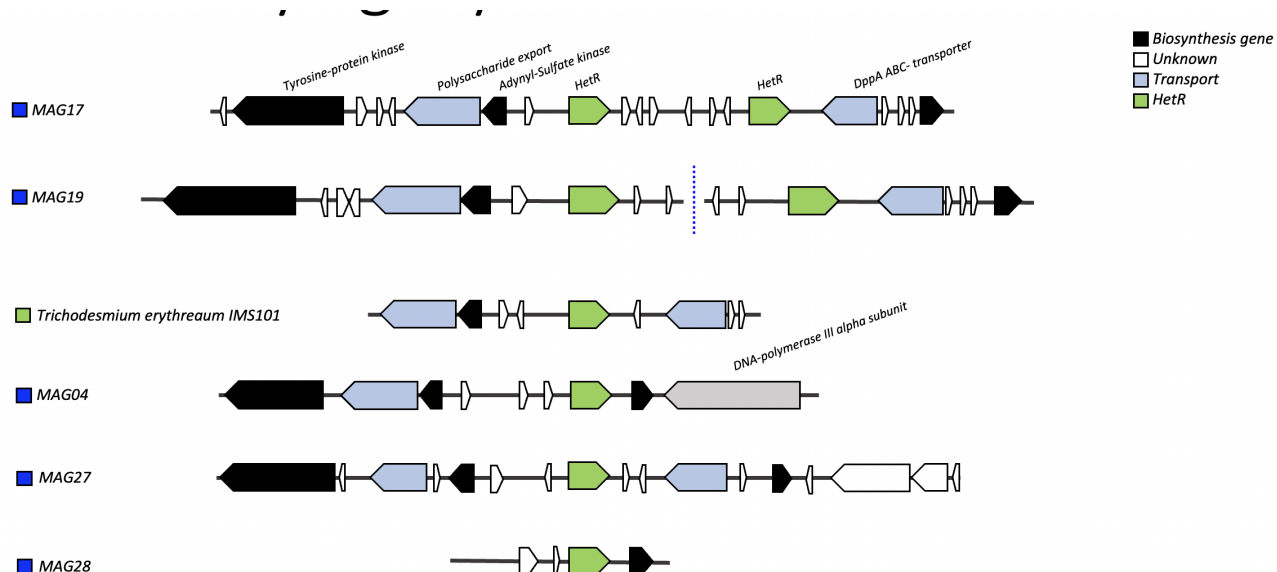 Tyrosine-protein kinase
Polysaccharide export
Adynyl-Sulfate kinase
HetR
HetR
DppA ABC- transporter
Biosynthesis gene
Unknown
Transport
HetR
MAG17
MAG19
Trichodesmium erythreaum IMS101
DNA-polymerase III alpha subunit
MAG04
MAG27
MAG28